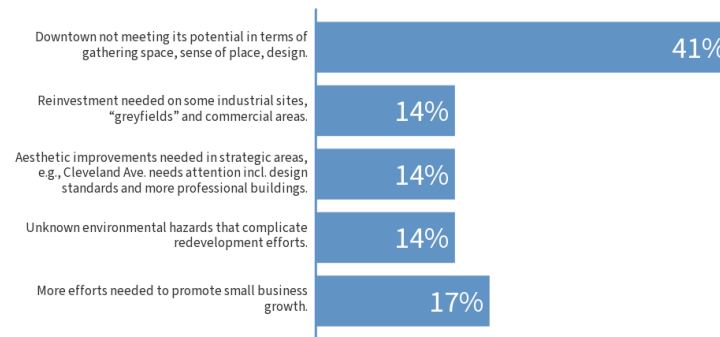 Downtown not meeting its potential in terms of
gathering space, sense of place, design.
41%
Reinvestment needed on some industrial sites,
“greyfields” and commercial areas.
14%
Aesthetic improvements needed in strategic areas,
e.g., Cleveland Ave. needs attention incl. design
standards and more professional buildings.
14%
Unknown environmental hazards that complicate
redevelopment efforts.
14%
More efforts needed to promote small business
growth.
17%